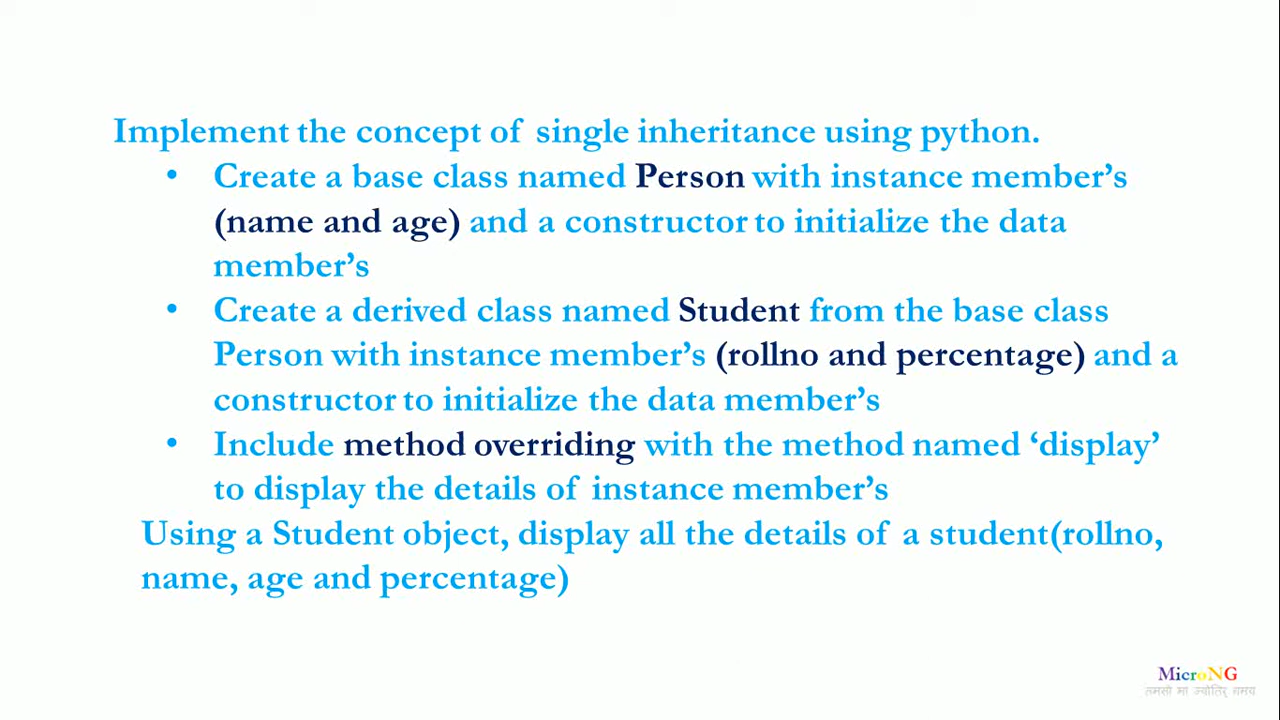 Implement the concept of single inheritance using python.
• Create a base class named Person with instance member's
(name and age) and a constructor to initialize the data
member's
• Create a derived class named Student from the base class
Person with instance member's (rollno and percentage) and a
constructor to initialize the data member's
• Include method overriding with the method named ‘display’
to display the details of instance member's
Using a Student object, display all the details of a student(rollno,
name, age and percentage)
MicroNG
तमसो मा ज्योतिर् गमय